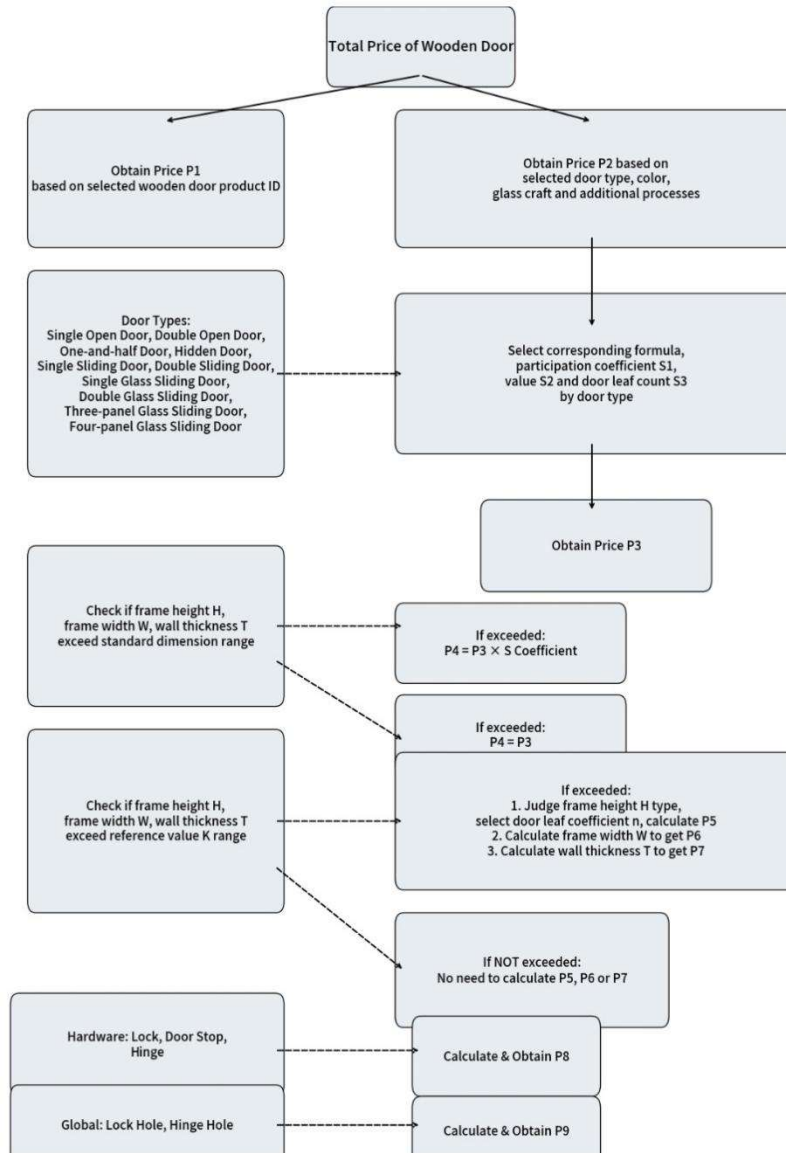 Total Price of Wooden Door
Obtain Price P1
based on selected wooden door product ID
Obtain Price P2 based on
selected door type, color,
glass craft and additional processes
Door Types:
Single Open Door, Double Open Door,
One-and-half Door, Hidden Door,
Single Sliding Door, Double Sliding Door,
Single Glass Sliding Door,
Double Glass Sliding Door,
Three-panel Glass Sliding Door,
Four-panel Glass Sliding Door
Select corresponding formula,
participation coefficient S1,
value S2 and door leaf count S3
by door type
Obtain Price P3
Check if frame height H,
frame width W, wall thickness T
exceed standard dimension range
If exceeded:
P4 = P3 × S Coefficient
If exceeded:
P4 = P3
Check if frame height H,
frame width W, wall thickness T
exceed reference value K range
If exceeded:
1. Judge frame height H type,
select door leaf coefficient n, calculate P5
2. Calculate frame width W to get P6
3. Calculate wall thickness T to get P7
If NOT exceeded:
No need to calculate P5, P6 or P7
Hardware: Lock, Door Stop,
Hinge
Calculate & Obtain P8
Global: Lock Hole, Hinge Hole
Calculate & Obtain P9